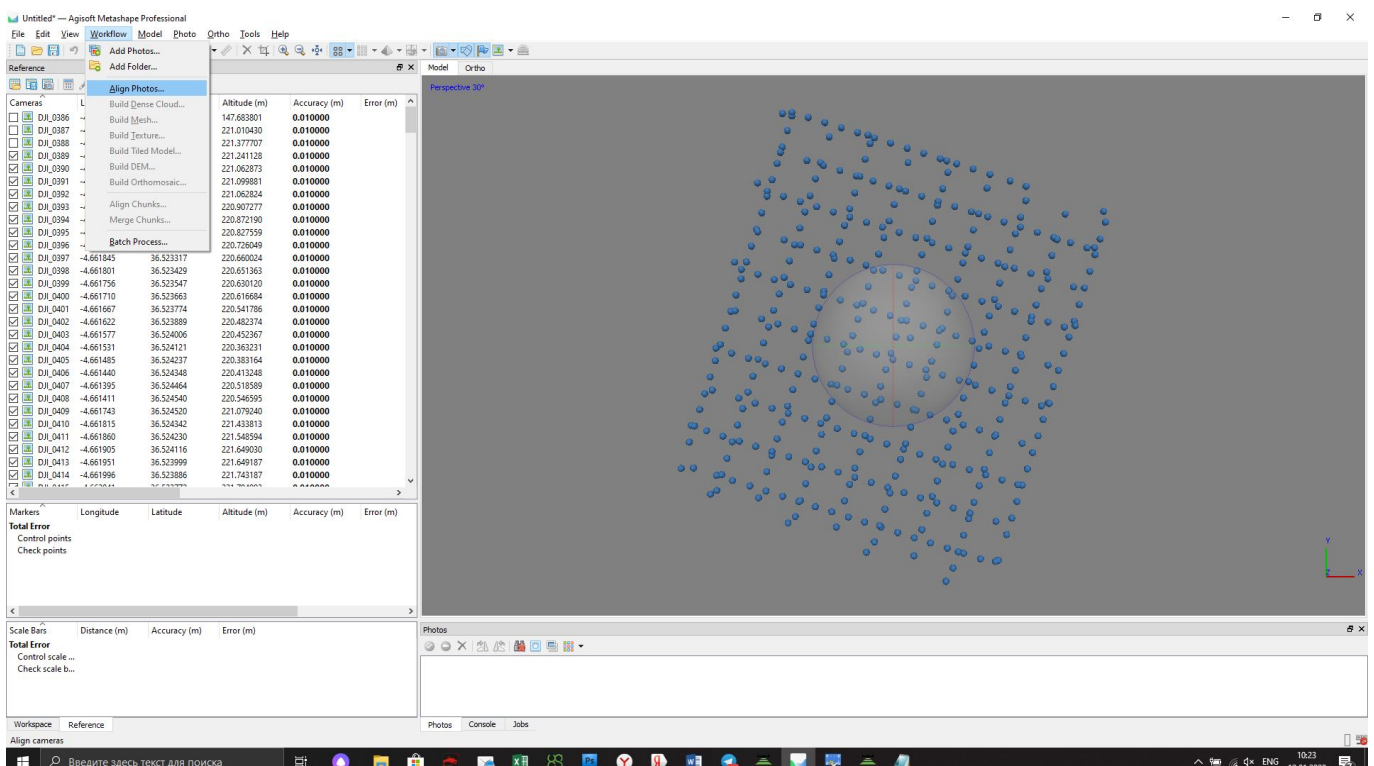 Untitled* — Agisoft Metashape Professional
File Edit View Workflow Model Photo Ortho Tools Help
Add Photos...
Add Folder...
Align Photos...
Build Dense Cloud...
Build Mesh...
Build Texture...
Build Tiled Model...
Build DEM...
Build Orthomosaic...
Align Chunks...
Merge Chunks...
Batch Process...
Reference
Model Ortho
Perspective 30°
Cameras Altitude (m) Accuracy (m) Error (m)
DJI_0386 147.683801 0.010000
DJI_0387 221.010430 0.010000
DJI_0388 221.377707 0.010000
DJI_0389 221.241128 0.010000
DJI_0390 221.062873 0.010000
DJI_0391 221.099881 0.010000
DJI_0392 221.062824 0.010000
DJI_0393 220.907277 0.010000
DJI_0394 220.872190 0.010000
DJI_0395 220.827559 0.010000
DJI_0396 220.726049 0.010000
DJI_0397 -4.661845 36.523317 220.660024 0.010000
DJI_0398 -4.661801 36.523429 220.651363 0.010000
DJI_0399 -4.661756 36.523547 220.630120 0.010000
DJI_0400 -4.661710 36.523663 220.616684 0.010000
DJI_0401 -4.661667 36.523774 220.541786 0.010000
DJI_0402 -4.661622 36.523889 220.482374 0.010000
DJI_0403 -4.661577 36.524006 220.452367 0.010000
DJI_0404 -4.661531 36.524121 220.363231 0.010000
DJI_0405 -4.661485 36.524237 220.383164 0.010000
DJI_0406 -4.661440 36.524348 220.413248 0.010000
DJI_0407 -4.661395 36.524464 220.518589 0.010000
DJI_0408 -4.661411 36.524540 220.546595 0.010000
DJI_0409 -4.661743 36.524520 221.079240 0.010000
DJI_0410 -4.661815 36.524342 221.433813 0.010000
DJI_0411 -4.661860 36.524230 221.548594 0.010000
DJI_0412 -4.661905 36.524116 221.649030 0.010000
DJI_0413 -4.661951 36.523999 221.649187 0.010000
DJI_0414 -4.661996 36.523886 221.743187 0.010000
Markers Longitude Latitude Altitude (m) Accuracy (m) Error (m)
Total Error
Control points
Check points
Y
Z X
Scale Bars Distance (m) Accuracy (m) Error (m)
Total Error
Control scale ...
Check scale b...
Photos
Workspace Reference
Photos Console Jobs
Align cameras
Введите здесь текст для поиска
ENG
10:23